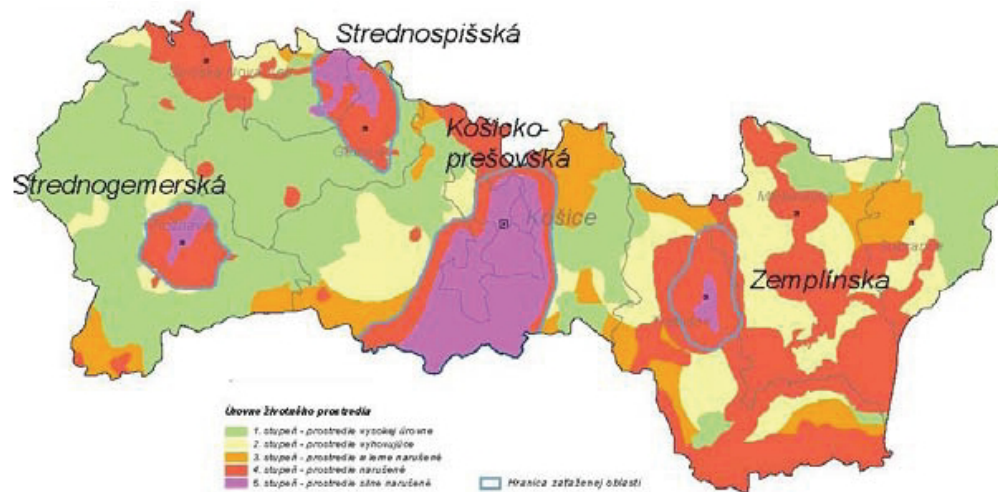 Strednospišská
Košicko-
prešovská
Strednogemerská
Košice
Zemplínska
Úrovne životného prostredia
1. stupeň - prostredie vysokej úrovne
2. stupeň - prostredie vyhovujúce
3. stupeň - prostredie mierne narušené
4. stupeň - prostredie narušené
5. stupeň - prostredie silne narušené
Hranica zaťaženej oblasti